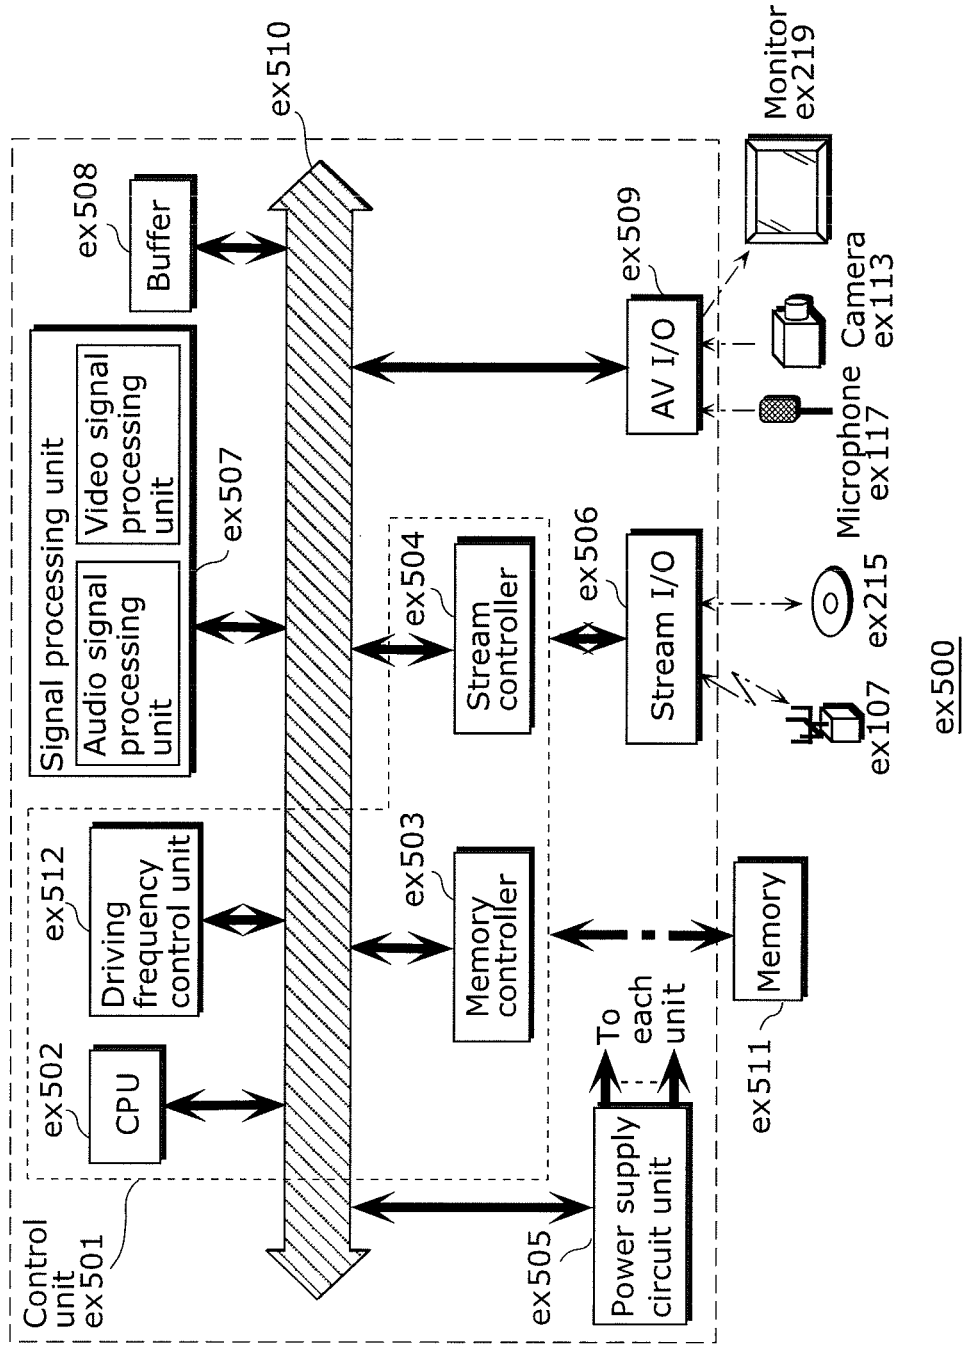 Control
unit
ex501
ex502
CPU
ex512
Driving
frequency
control unit
Signal processing unit
Audio signal
processing
unit
Video signal
processing
unit
ex507
ex508
Buffer
ex510
ex503
Memory
controller
ex504
Stream
controller
ex505
Power supply
circuit unit
To
each
unit
ex506
Stream I/O
ex509
AV I/O
ex511
Memory
ex107
ex215
Microphone
ex117
Camera
ex113
Monitor
ex219
ex500